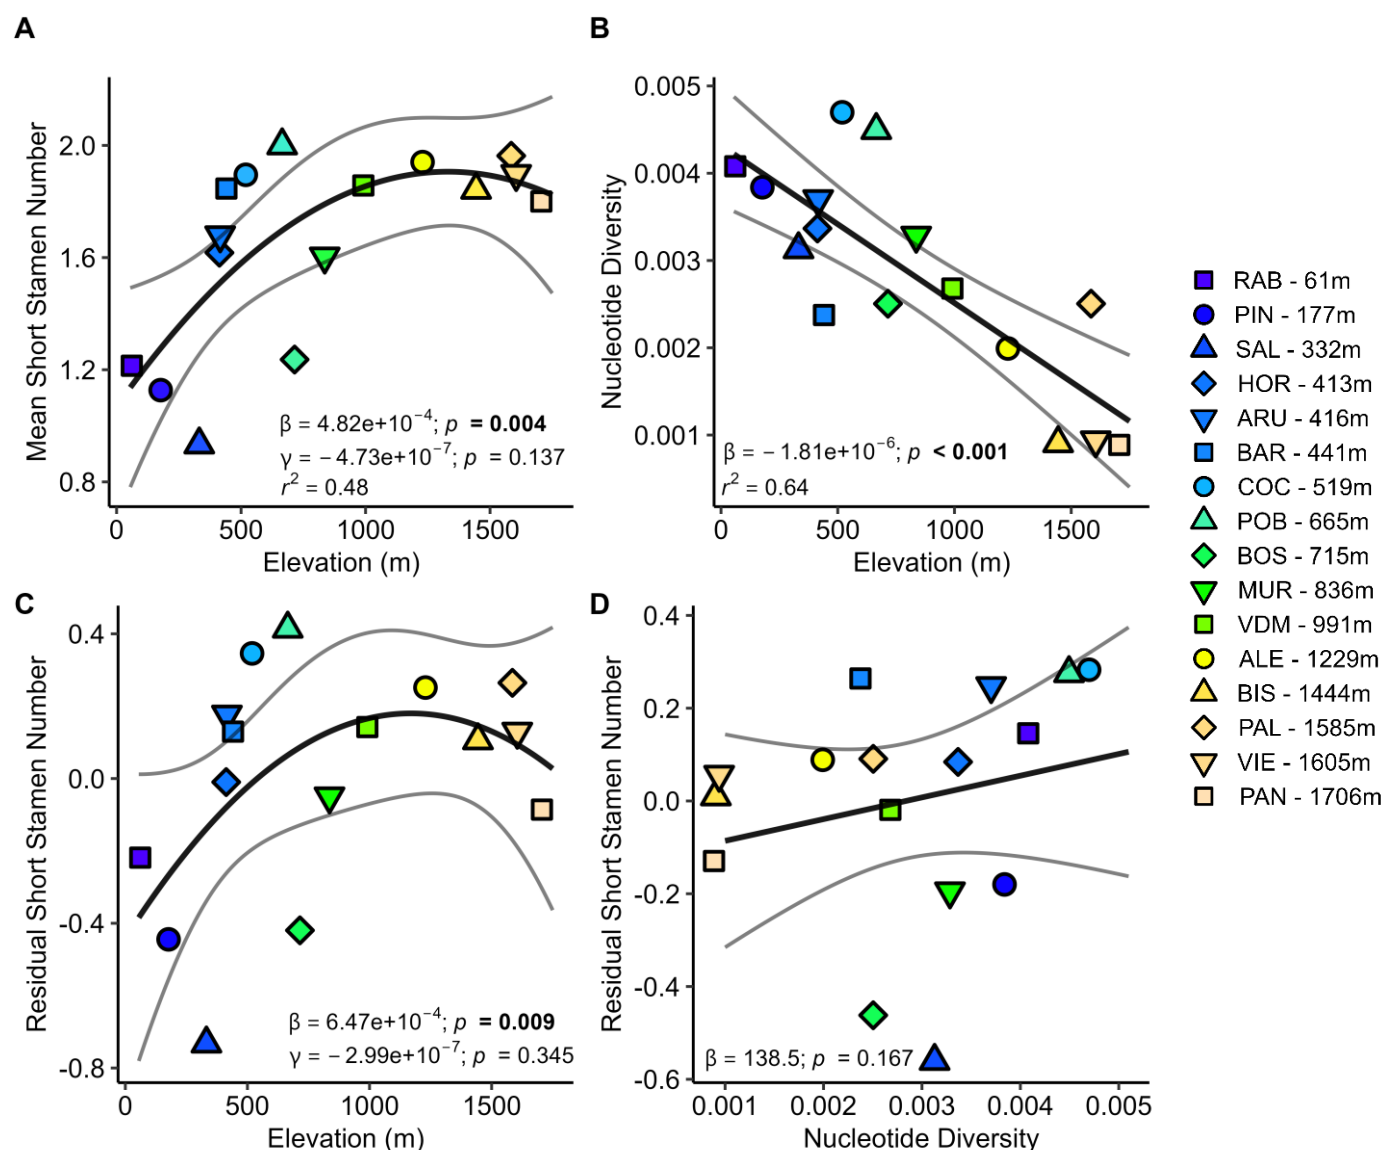 A
Mean Short Stamen Number
2.0
1.6
1.2
0.8
β = 4.82e+10⁻⁴; p = 0.004
γ = − 4.73e+10⁻⁷; p = 0.137
r² = 0.48
0 500 1000 1500
Elevation (m)
B
Nucleotide Diversity
0.005
0.004
0.003
0.002
0.001
β = − 1.81e+10⁻⁶; p < 0.001
r² = 0.64
0 500 1000 1500
Elevation (m)
C
Residual Short Stamen Number
0.4
0.0
-0.4
-0.8
β = 6.47e+10⁻⁴; p = 0.009
γ = − 2.99e+10⁻⁷; p = 0.345
0 500 1000 1500
Elevation (m)
D
Residual Short Stamen Number
0.4
0.2
0.0
-0.2
-0.4
-0.6
β = 138.5; p = 0.167
0.001 0.002 0.003 0.004 0.005
Nucleotide Diversity
RAB - 61m
PIN - 177m
SAL - 332m
HOR - 413m
ARU - 416m
BAR - 441m
COC - 519m
POB - 665m
BOS - 715m
MUR - 836m
VDM - 991m
ALE - 1229m
BIS - 1444m
PAL - 1585m
VIE - 1605m
PAN - 1706m